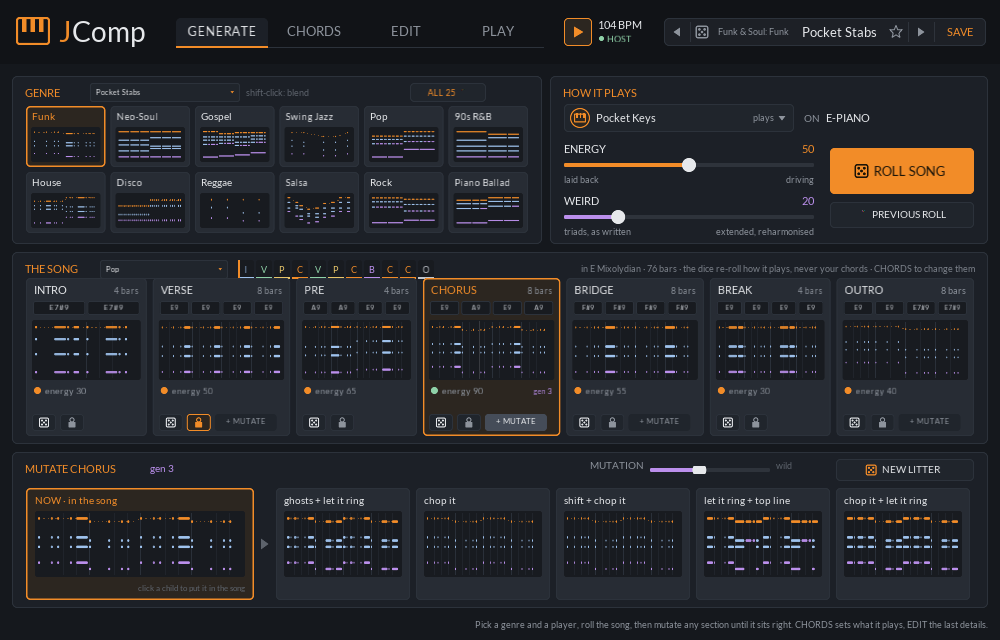 JComp
GENERATE CHORDS EDIT PLAY
104 BPM
HOST
Funk & Soul: Funk Pocket Stabs SAVE
GENRE Pocket Stabs shift-click: blend ALL 25
Funk Neo-Soul Gospel Swing Jazz Pop 90s R&B
House Disco Reggae Salsa Rock Piano Ballad
HOW IT PLAYS
Pocket Keys plays ON E-PIANO
ENERGY 50
laid back driving
WEIRD 20
triads, as written extended, reharmonised
ROLL SONG
PREVIOUS ROLL
THE SONG Pop I V P C V P C B C C O in E Mixolydian · 76 bars · the dice re-roll how it plays, never your chords · CHORDS to change them
INTRO 4 bars VERSE 8 bars PRE 4 bars CHORUS 8 bars BRIDGE 8 bars BREAK 4 bars OUTRO 8 bars
E7#9 E7#9 E9 E9 E9 E9 A9 E9 A9 E9 E9 A9 E9 A9 F#9 F#9 F#9 F#9 E9 E9 E9 E9 E9 E9 E7#9 E7#9
energy 30 energy 50 energy 65 energy 90 gen 3 energy 55 energy 30 energy 40
+ MUTATE + MUTATE + MUTATE + MUTATE
MUTATE CHORUS gen 3 MUTATION wild NEW LITTER
NOW · in the song ghosts + let it ring chop it shift + chop it let it ring + top line chop it + let it ring
click a child to put it in the song
Pick a genre and a player, roll the song, then mutate any section until it sits right. CHORDS sets what it plays, EDIT the last details.